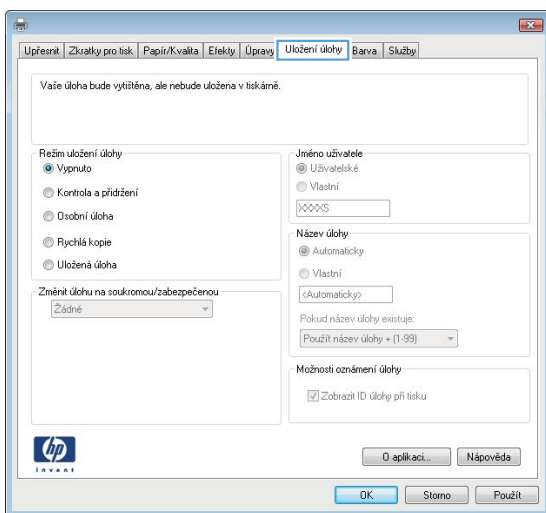 Upřesnit Zkratky pro tisk Papír/Kvalita Efekty Úpravy Uložení úlohy Barva Služby
Vaše úloha bude vytištěna, ale nebude uložena v tiskárně.
Režim uložení úlohy
Vypnuto
Kontrola a přidržení
Osobní úloha
Rychlá kopie
Uložená úloha
Změnit úlohu na soukromou/zabezpečenou
Žádné
Jméno uživatele
Uživatelské
Vlastní
XXXXS
Název úlohy
Automaticky
Vlastní
<Automaticky>
Pokud název úlohy existuje:
Použít název úlohy + (1-99)
Možnosti oznámení úlohy
Zobrazit ID úlohy při tisku
hp
invent
O aplikaci... Nápověda
OK Storno Použít